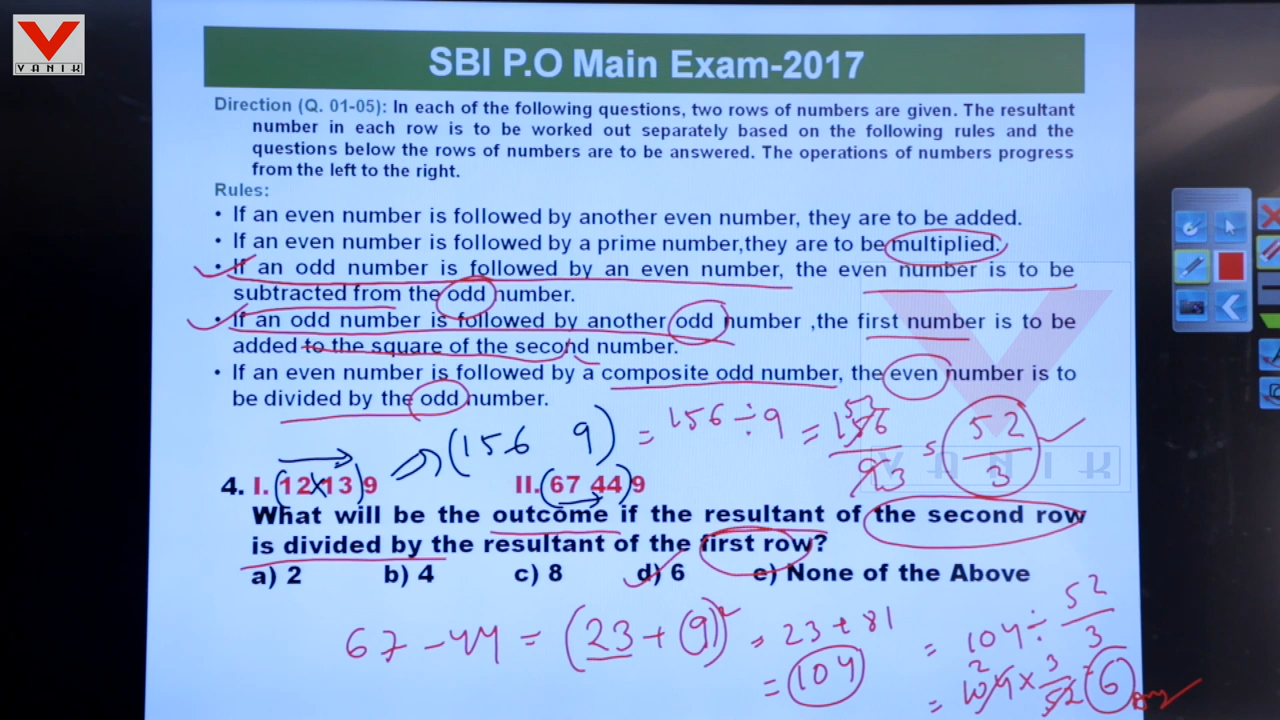 VANIK
SBI P.O Main Exam-2017
Direction (Q. 01-05): In each of the following questions, two rows of numbers are given. The resultant
number in each row is to be worked out separately based on the following rules and the
questions below the rows of numbers are to be answered. The operations of numbers progress
from the left to the right.
Rules:
• If an even number is followed by another even number, they are to be added.
• If an even number is followed by a prime number,they are to be multiplied.
• If an odd number is followed by an even number, the even number is to be
subtracted from the odd number.
• If an odd number is followed by another odd number ,the first number is to be
added to the square of the second number.
• If an even number is followed by a composite odd number, the even number is to
be divided by the odd number.
(156 9) = 156 ÷ 9 = 156/9 52 3 = 52/3
VANIK
4. I. (12×13) 9 II. (67 44) 9
What will be the outcome if the resultant of the second row
is divided by the resultant of the first row?
a) 2 b) 4 c) 8 d) 6 e) None of the Above
67 - 44 = (23 + (9))² = 23 + 81 = 104 ÷ 52/3
= 104 = 104 × 3/52 2 = 6 Ans